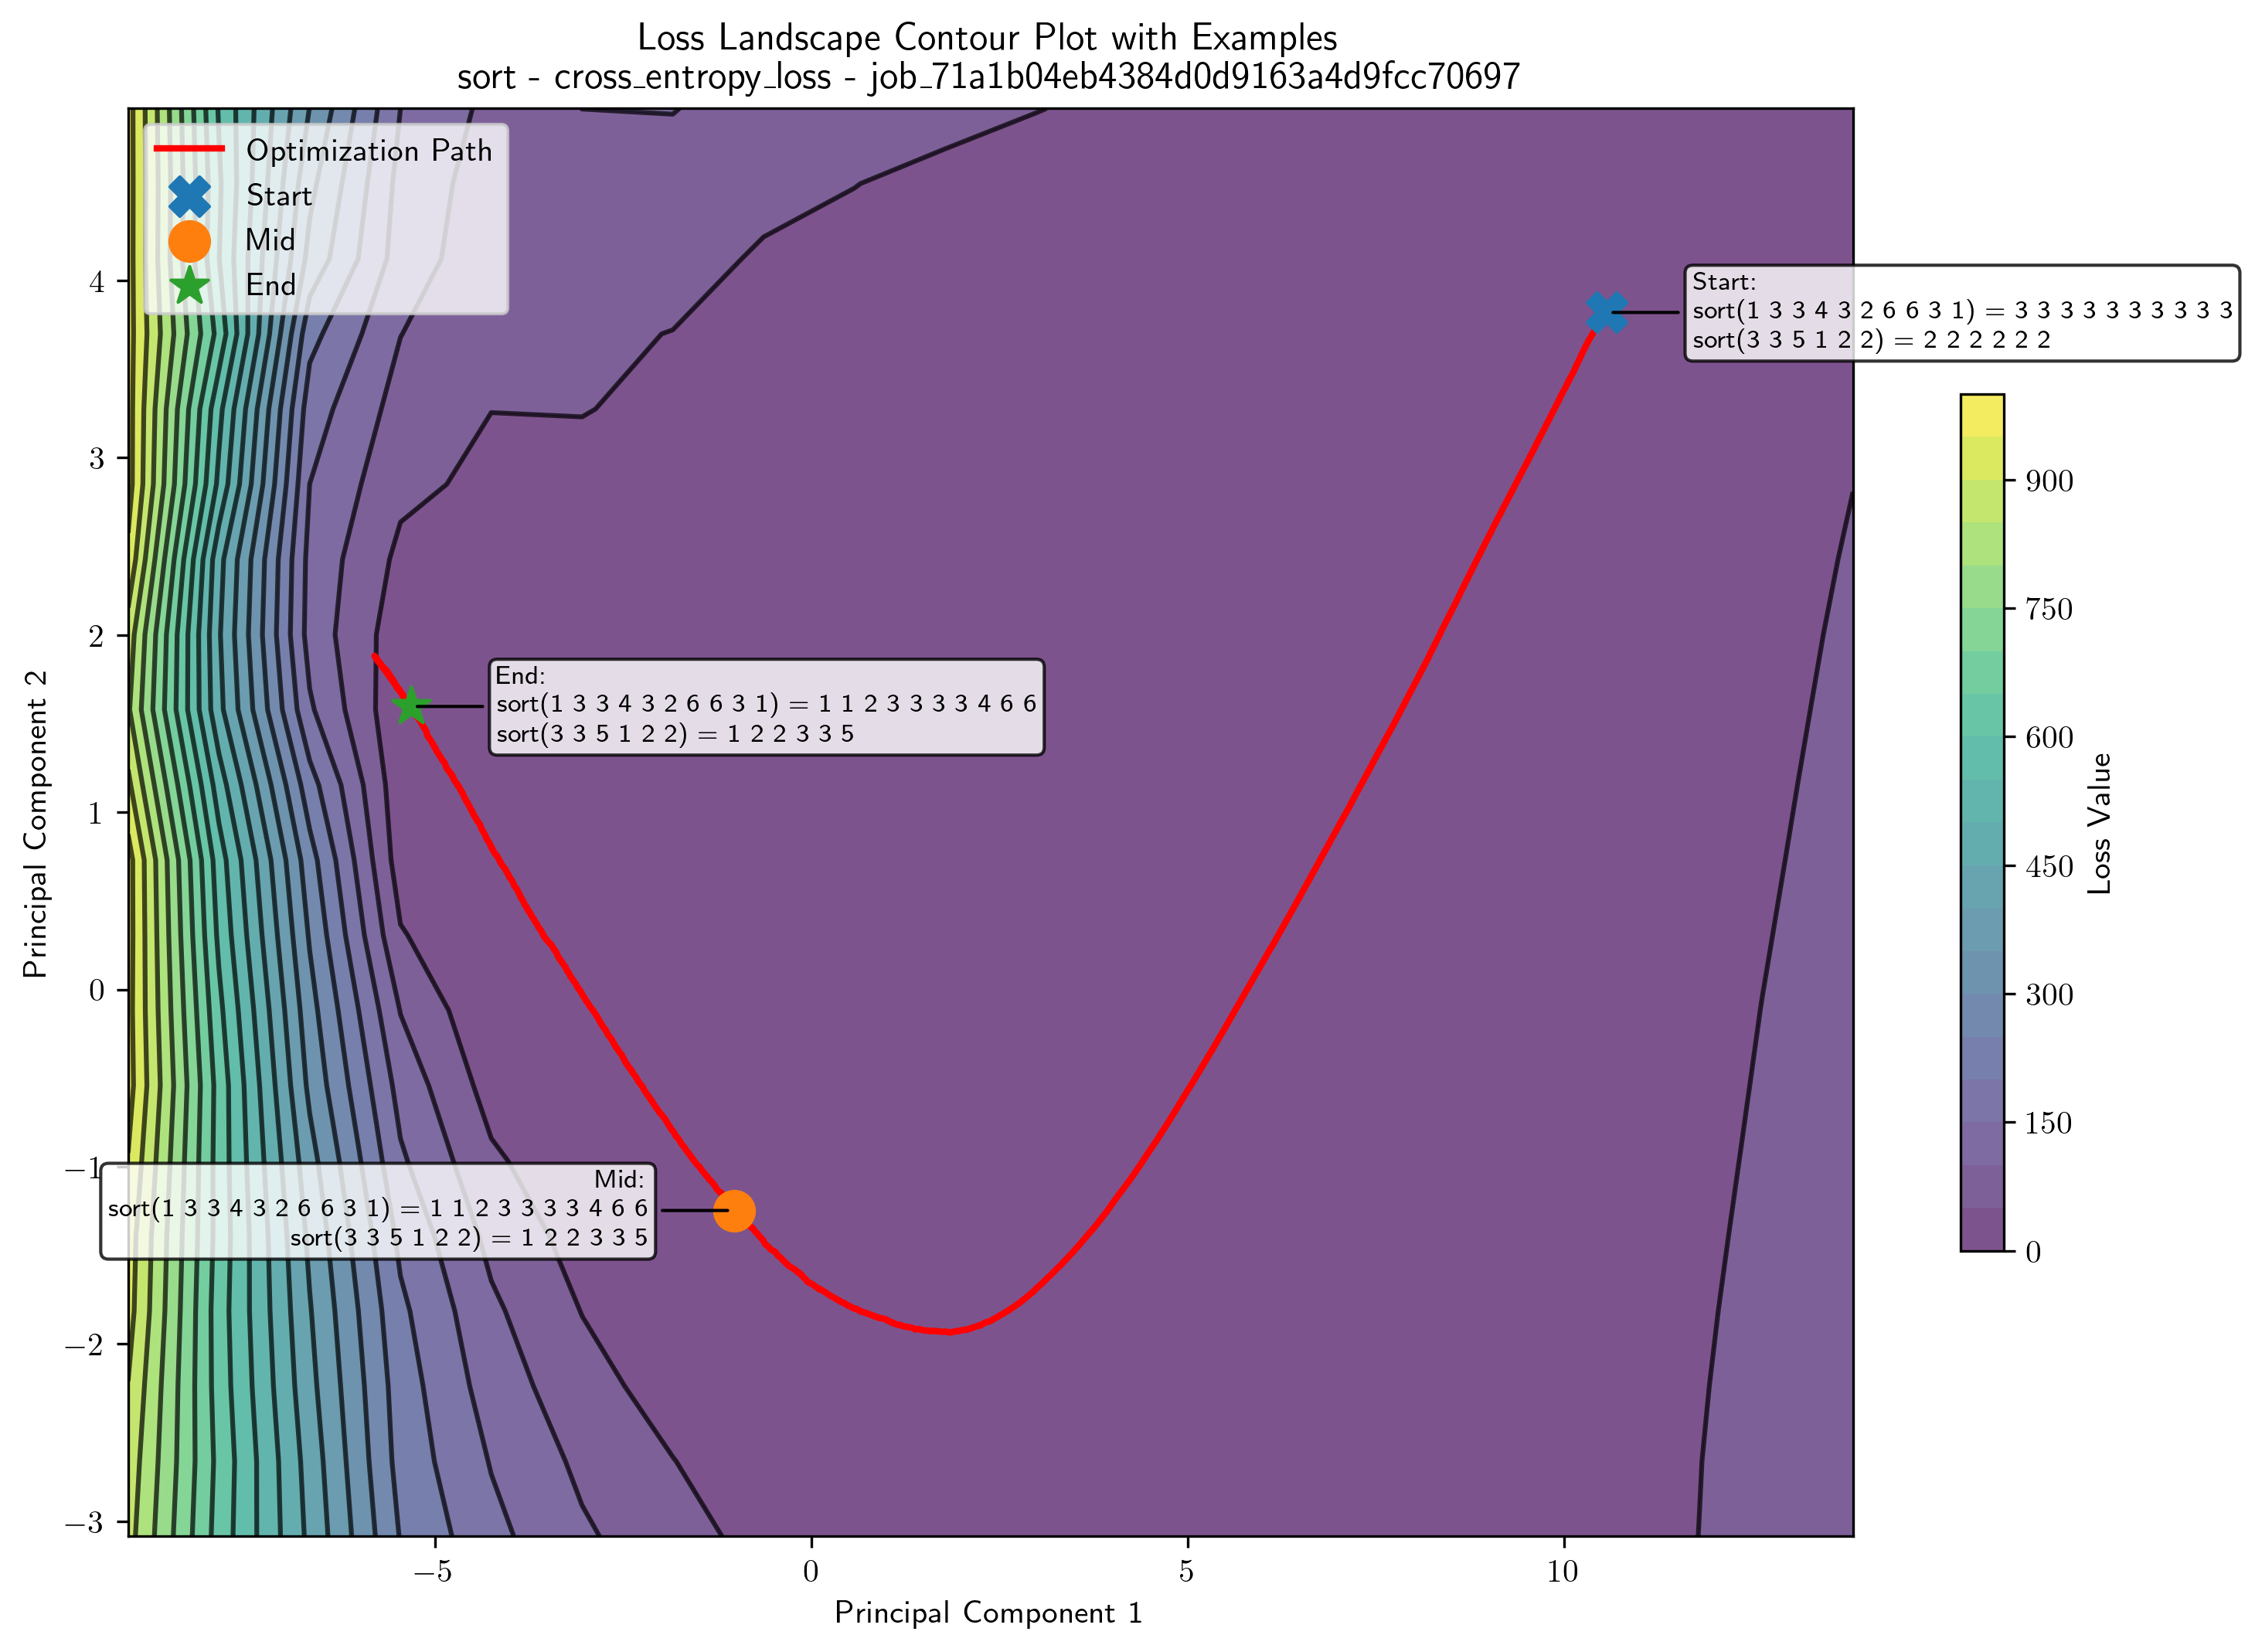 Loss Landscape Contour Plot with Examples
sort - cross_entropy_loss - job_71a1b04eb4384d0d9163a4d9fcc70697
Optimization Path
Start
Mid
End
Start:
sort(1 3 3 4 3 2 6 6 3 1) = 3 3 3 3 3 3 3 3 3 3
sort(3 3 5 1 2 2) = 2 2 2 2 2 2
End:
sort(1 3 3 4 3 2 6 6 3 1) = 1 1 2 3 3 3 3 4 6 6
sort(3 3 5 1 2 2) = 1 2 2 3 3 5
Mid:
sort(1 3 3 4 3 2 6 6 3 1) = 1 1 2 3 3 3 3 4 6 6
sort(3 3 5 1 2 2) = 1 2 2 3 3 5
4
3
2
1
0
−1
−2
−3
Principal Component 2
−5
0
5
10
Principal Component 1
900
750
600
450
300
150
0
Loss Value